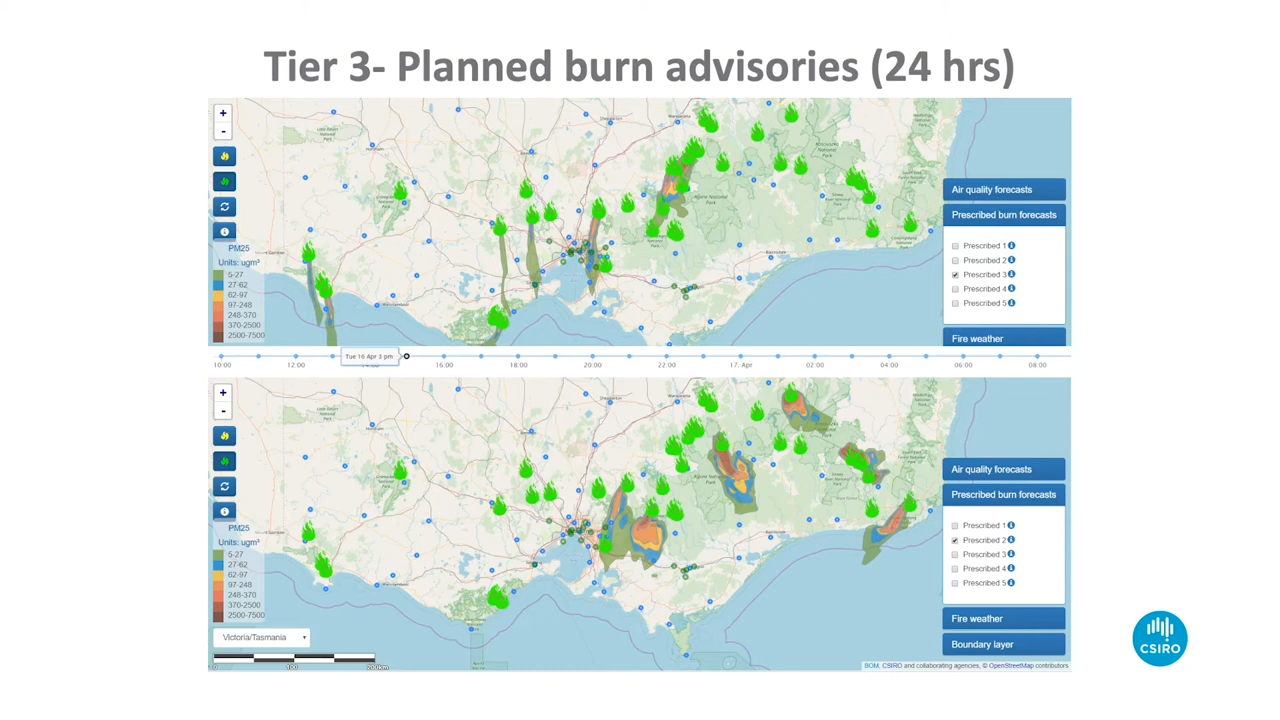 Tier 3- Planned burn advisories (24 hrs)
+
-
PM25
Units: ugm³
5-27
27-62
62-97
97-248
248-370
370-2500
2500-7500
Air quality forecasts
Prescribed burn forecasts
Prescribed 1
Prescribed 2
Prescribed 3
Prescribed 4
Prescribed 5
Fire weather
Tue 16 Apr 3 pm
10:00 12:00 16:00 18:00 20:00 22:00 17. Apr 02:00 04:00 06:00 08:00
+
-
PM25
Units: ugm³
5-27
27-62
62-97
97-248
248-370
370-2500
2500-7500
Victoria/Tasmania
0 100 200km
Air quality forecasts
Prescribed burn forecasts
Prescribed 1
Prescribed 2
Prescribed 3
Prescribed 4
Prescribed 5
Fire weather
Boundary layer
BOM, CSIRO and collaborating agencies, © OpenStreetMap contributors
CSIRO